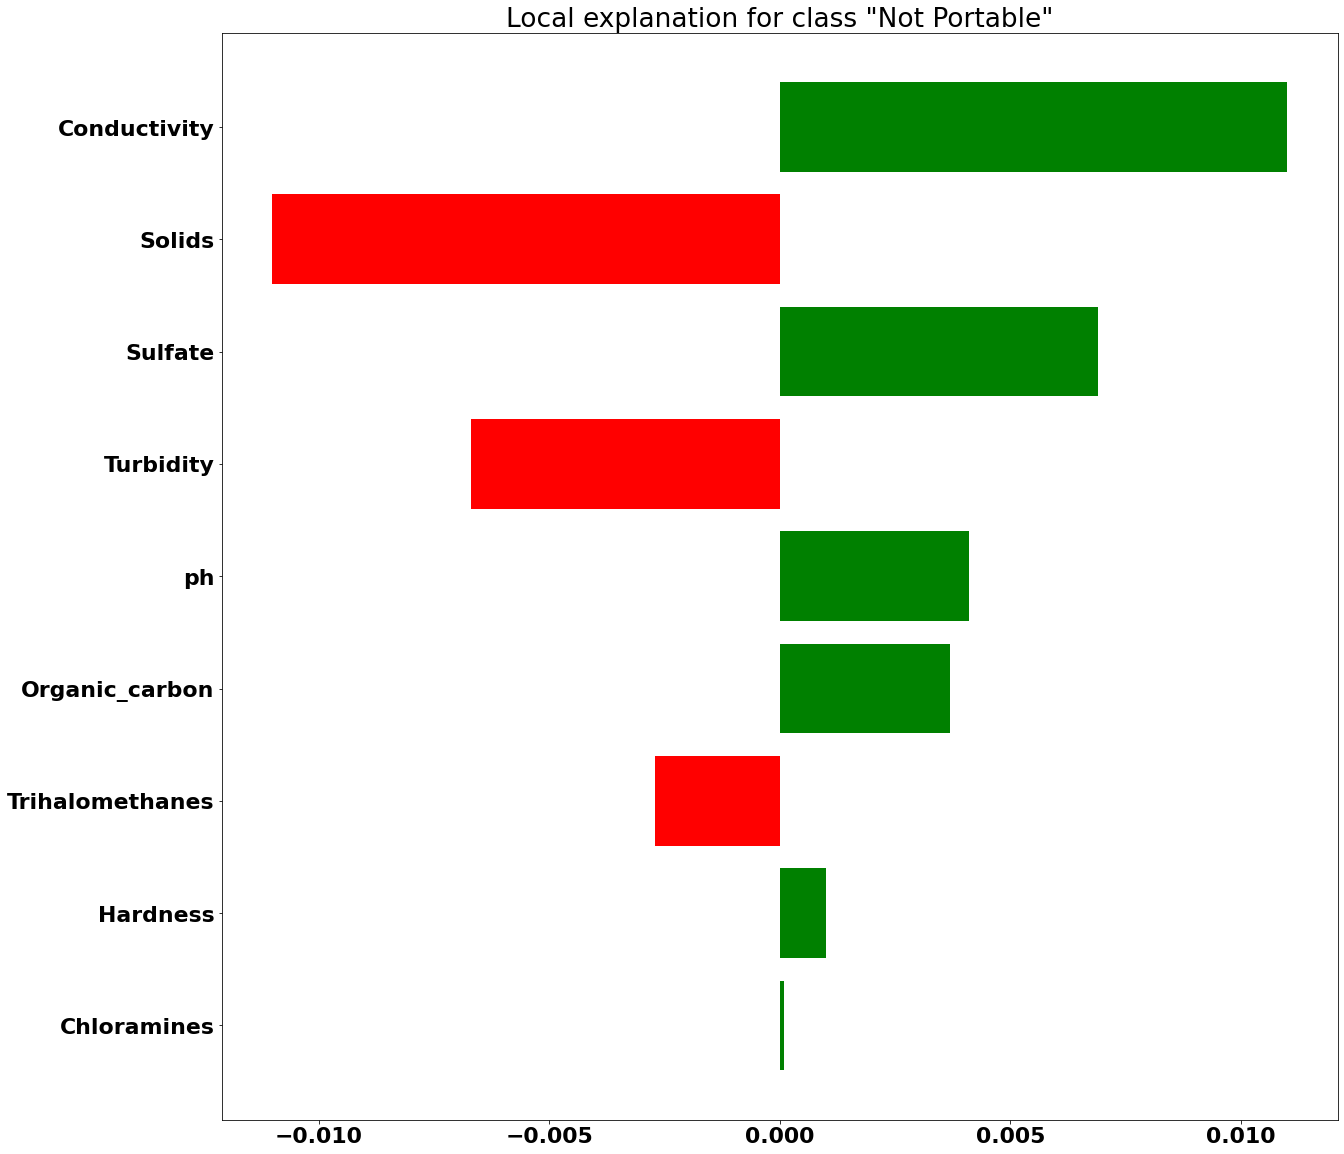 Local explanation for class "Not Portable"
Conductivity
Solids
Sulfate
Turbidity
ph
Organic_carbon
Trihalomethanes
Hardness
Chloramines
−0.010 −0.005 0.000 0.005 0.010